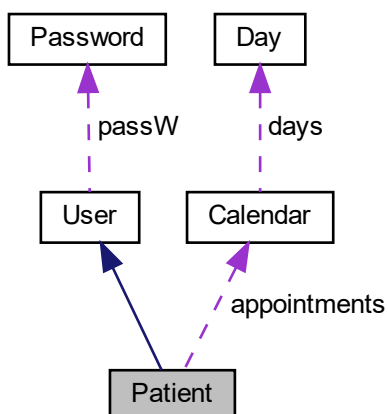 Password
Day
passW
days
User
Calendar
appointments
Patient